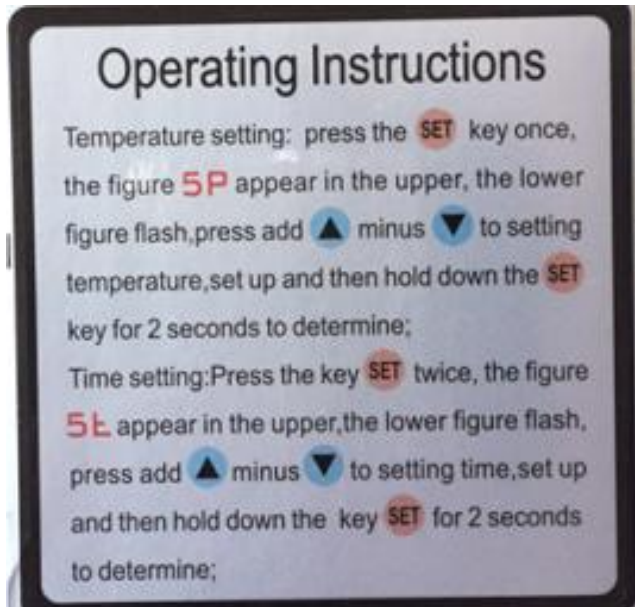 Operating Instructions
Temperature setting: press the SET key once,
the figure SP appear in the upper, the lower
figure flash,press add ▲ minus ▼ to setting
temperature,set up and then hold down the SET
key for 2 seconds to determine;
Time setting:Press the key SET twice, the figure
St appear in the upper,the lower figure flash,
press add ▲ minus ▼ to setting time,set up
and then hold down the key SET for 2 seconds
to determine;